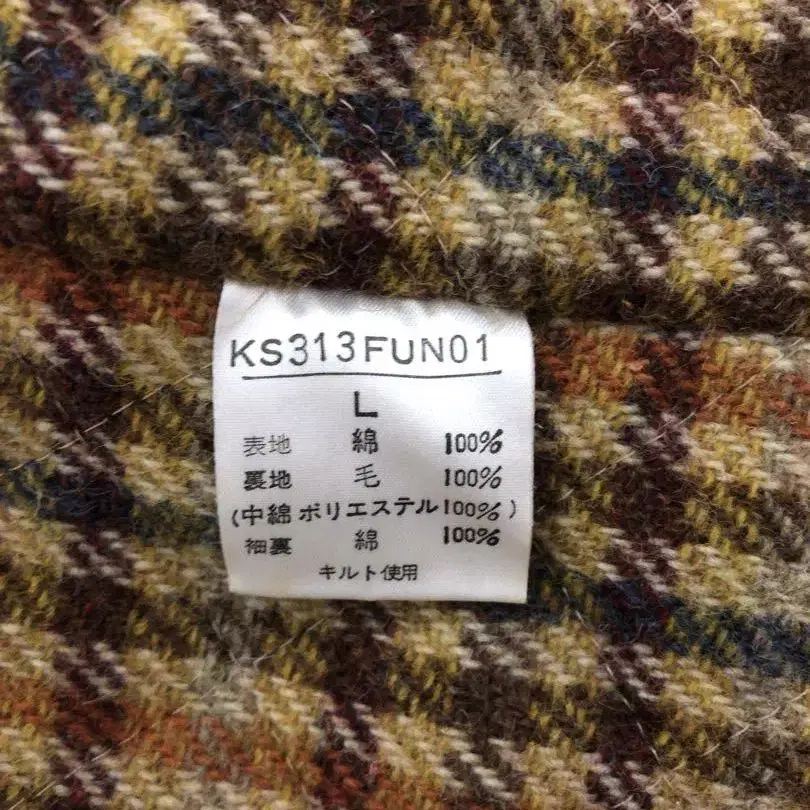 KS313FUN01
L
表地 綿 100%
裏地 毛 100%
(中綿 ポリエステル 100%)
袖裏 綿 100%
キルト使用